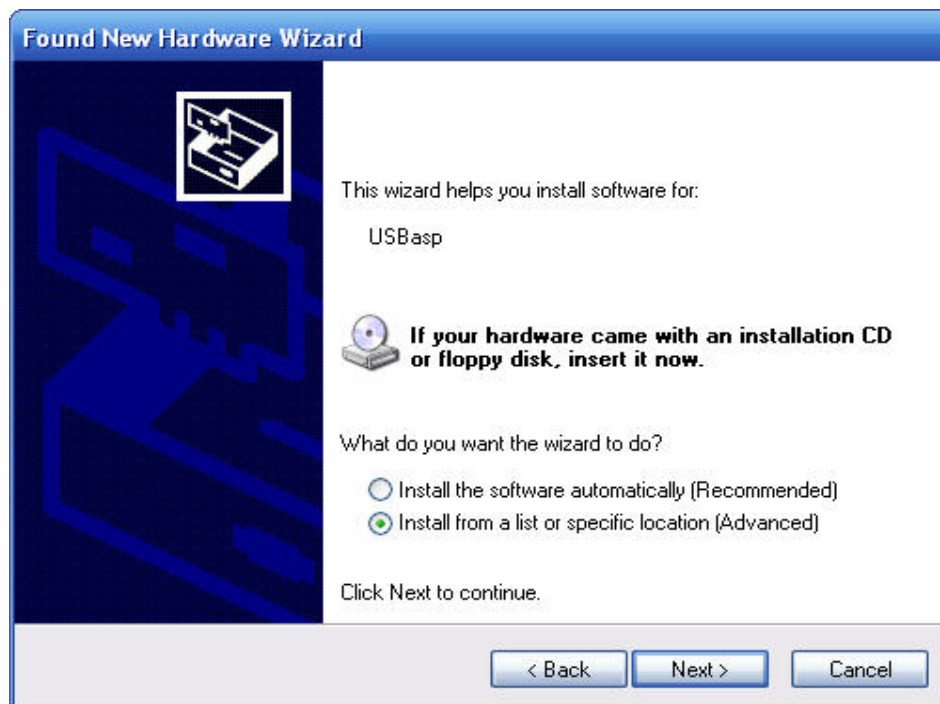 Found New Hardware Wizard
This wizard helps you install software for:
USBasp
If your hardware came with an installation CD
or floppy disk, insert it now.
What do you want the wizard to do?
Install the software automatically (Recommended)
Install from a list or specific location (Advanced)
Click Next to continue.
< Back Next > Cancel